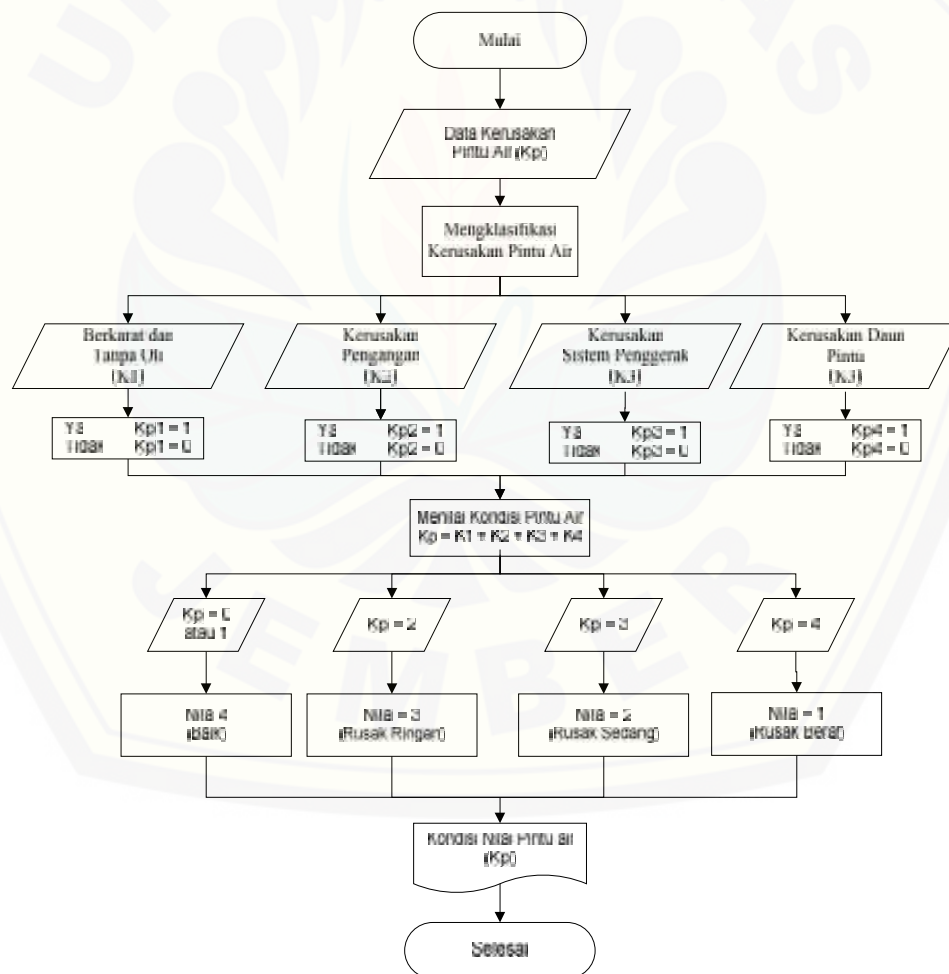 Mulai
Data Kerusakan
Pintu Air (Kp)
Mengklasifikasi
Kerusakan Pintu Air
Berkarat dan
Tanpa Oli
(K1)
Kerusakan
Pengangan
(K2)
Kerusakan
Sistem Penggerak
(K3)
Kerusakan Daun
Pintu
(K3)
Ya Kp1 = 1
Tidak Kp1 = 0
Ya Kp2 = 1
Tidak Kp2 = 0
Ya Kp3 = 1
Tidak Kp3 = 0
Ya Kp4 = 1
Tidak Kp4 = 0
Menilai Kondisi Pintu Air
Kp = K1 + K2 + K3 + K4
Kp = 0
atau 1
Kp = 2
Kp = 3
Kp = 4
Nilai 4
(Baik)
Nilai = 3
(Rusak Ringan)
Nilai = 2
(Rusak Sedang)
Nilai = 1
(Rusak Berat)
Kondisi Nilai Pintu air
(Kp)
Selesai
JEMBER